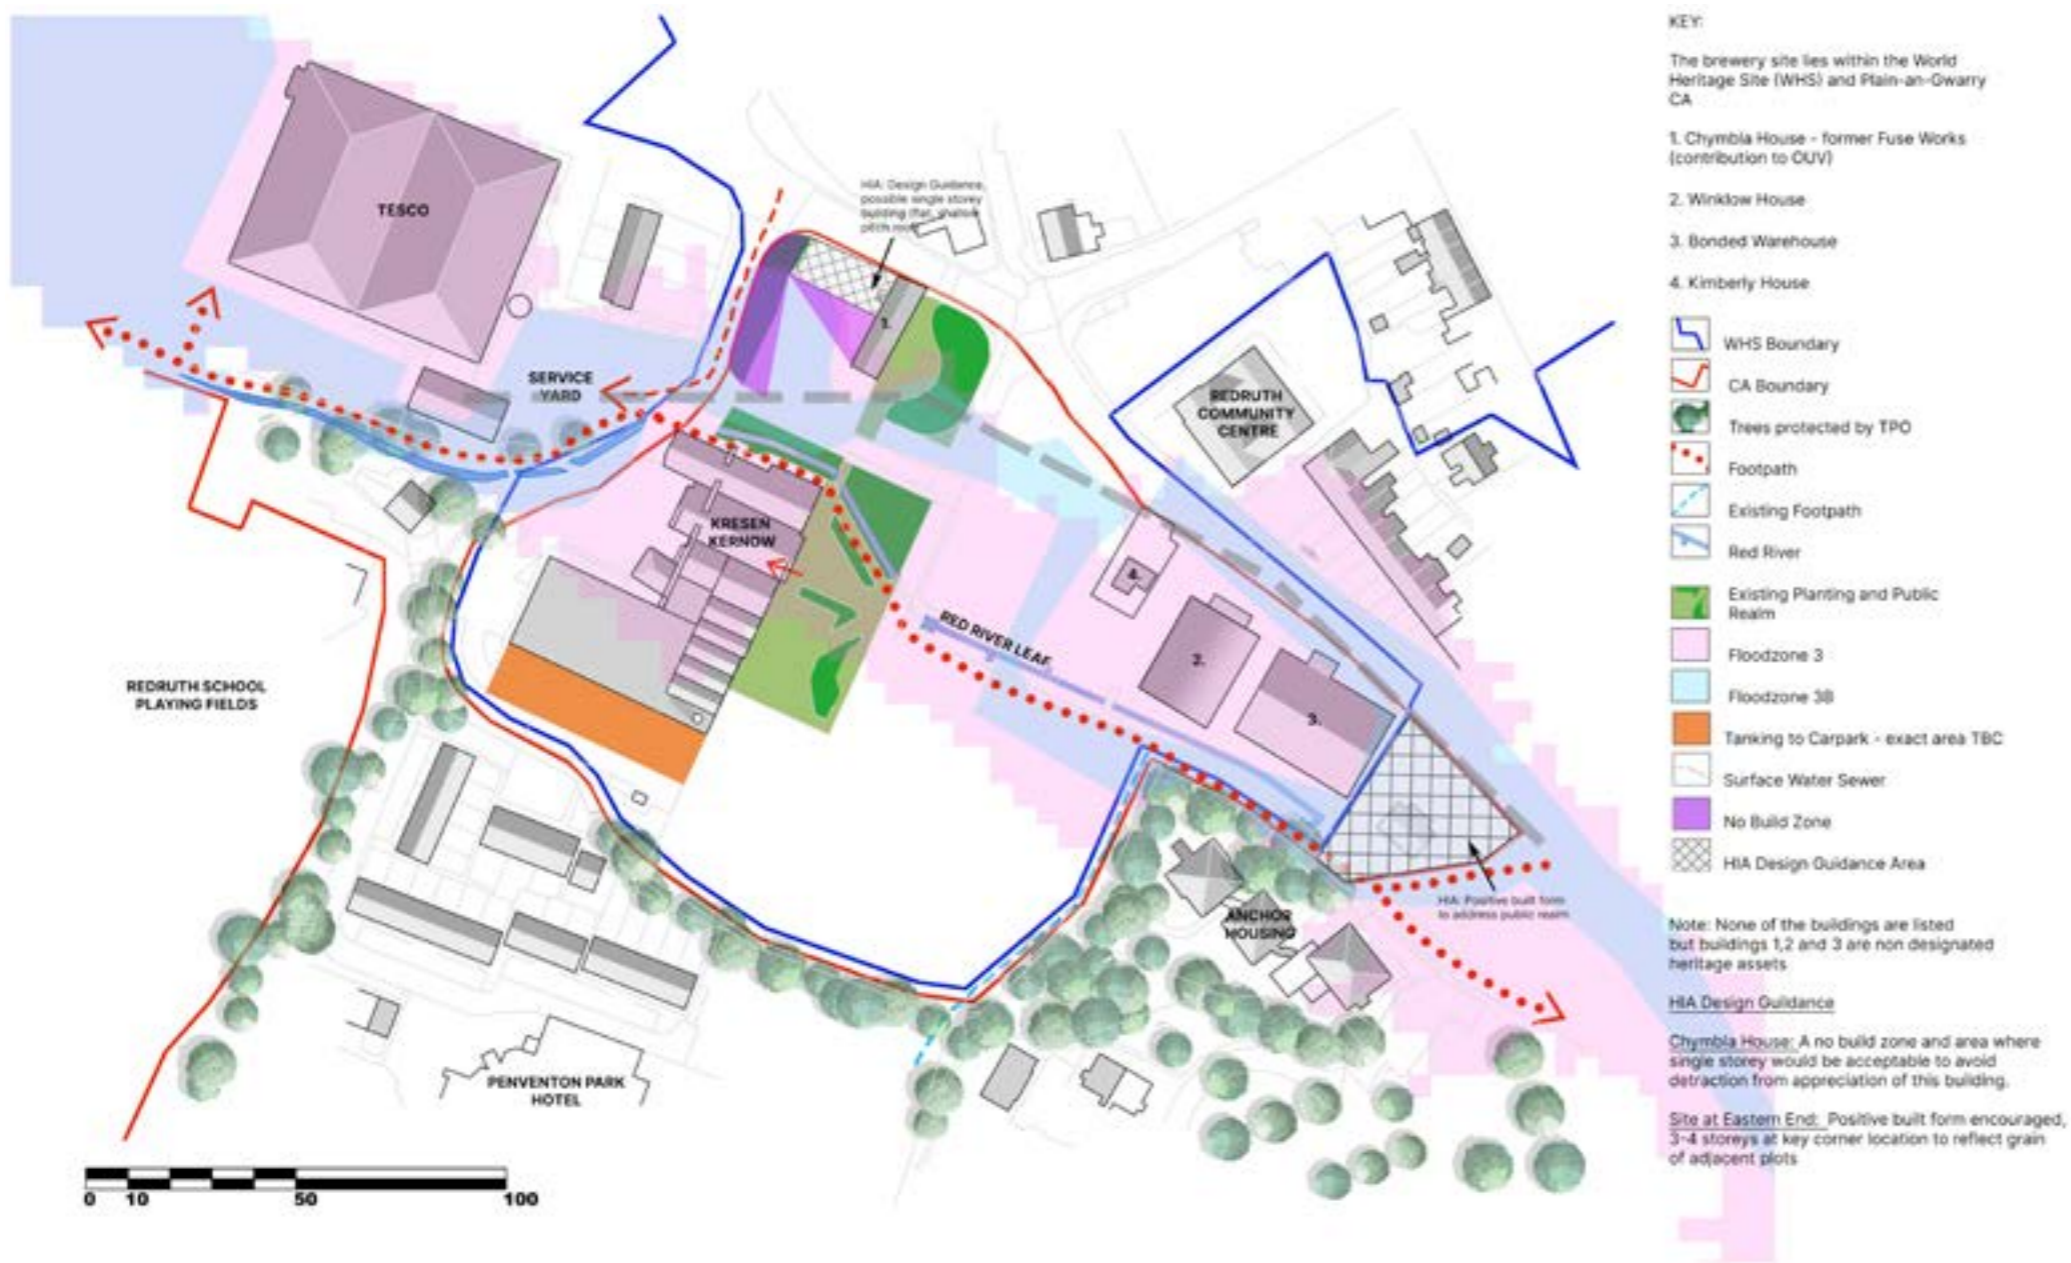 TESCO
HIA: Design Guidance,
possible single storey
building (flat, shallow
pitch roof
1.
SERVICE
YARD
REDRUTH
COMMUNITY
CENTRE
KRESEN
KERNOW
4.
RED RIVER LEAF
2.
3.
REDRUTH SCHOOL
PLAYING FIELDS
HIA: Positive built form
to address public realm
ANCHOR
HOUSING
PENVENTON PARK
HOTEL
0 10 50 100
KEY:
The brewery site lies within the World
Heritage Site (WHS) and Plain-an-Gwarry
CA
1. Chymbla House - former Fuse Works
(contribution to OUV)
2. Winklow House
3. Bonded Warehouse
4. Kimberly House
WHS Boundary
CA Boundary
Trees protected by TPO
Footpath
Existing Footpath
Red River
Existing Planting and Public
Realm
Floodzone 3
Floodzone 3B
Tanking to Carpark - exact area TBC
Surface Water Sewer
No Build Zone
HIA Design Guidance Area
Note: None of the buildings are listed
but buildings 1,2 and 3 are non designated
heritage assets
HIA Design Guildance
Chymbla House: A no build zone and area where
single storey would be acceptable to avoid
detraction from appreciation of this building.
Site at Eastern End: Positive built form encouraged,
3-4 storeys at key corner location to reflect grain
of adjacent plots